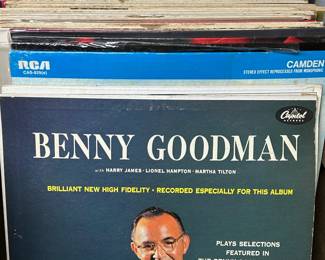 RCA
CAMDEN
STEREO EFFECT REPROCESSED FROM MONOPHONIC
Capitol
BENNY GOODMAN
with HARRY JAMES · LIONEL HAMPTON · MARTHA TILTON
BRILLIANT NEW HIGH FIDELITY · RECORDED ESPECIALLY FOR THIS ALBUM
PLAYS SELECTIONS
FEATURED IN